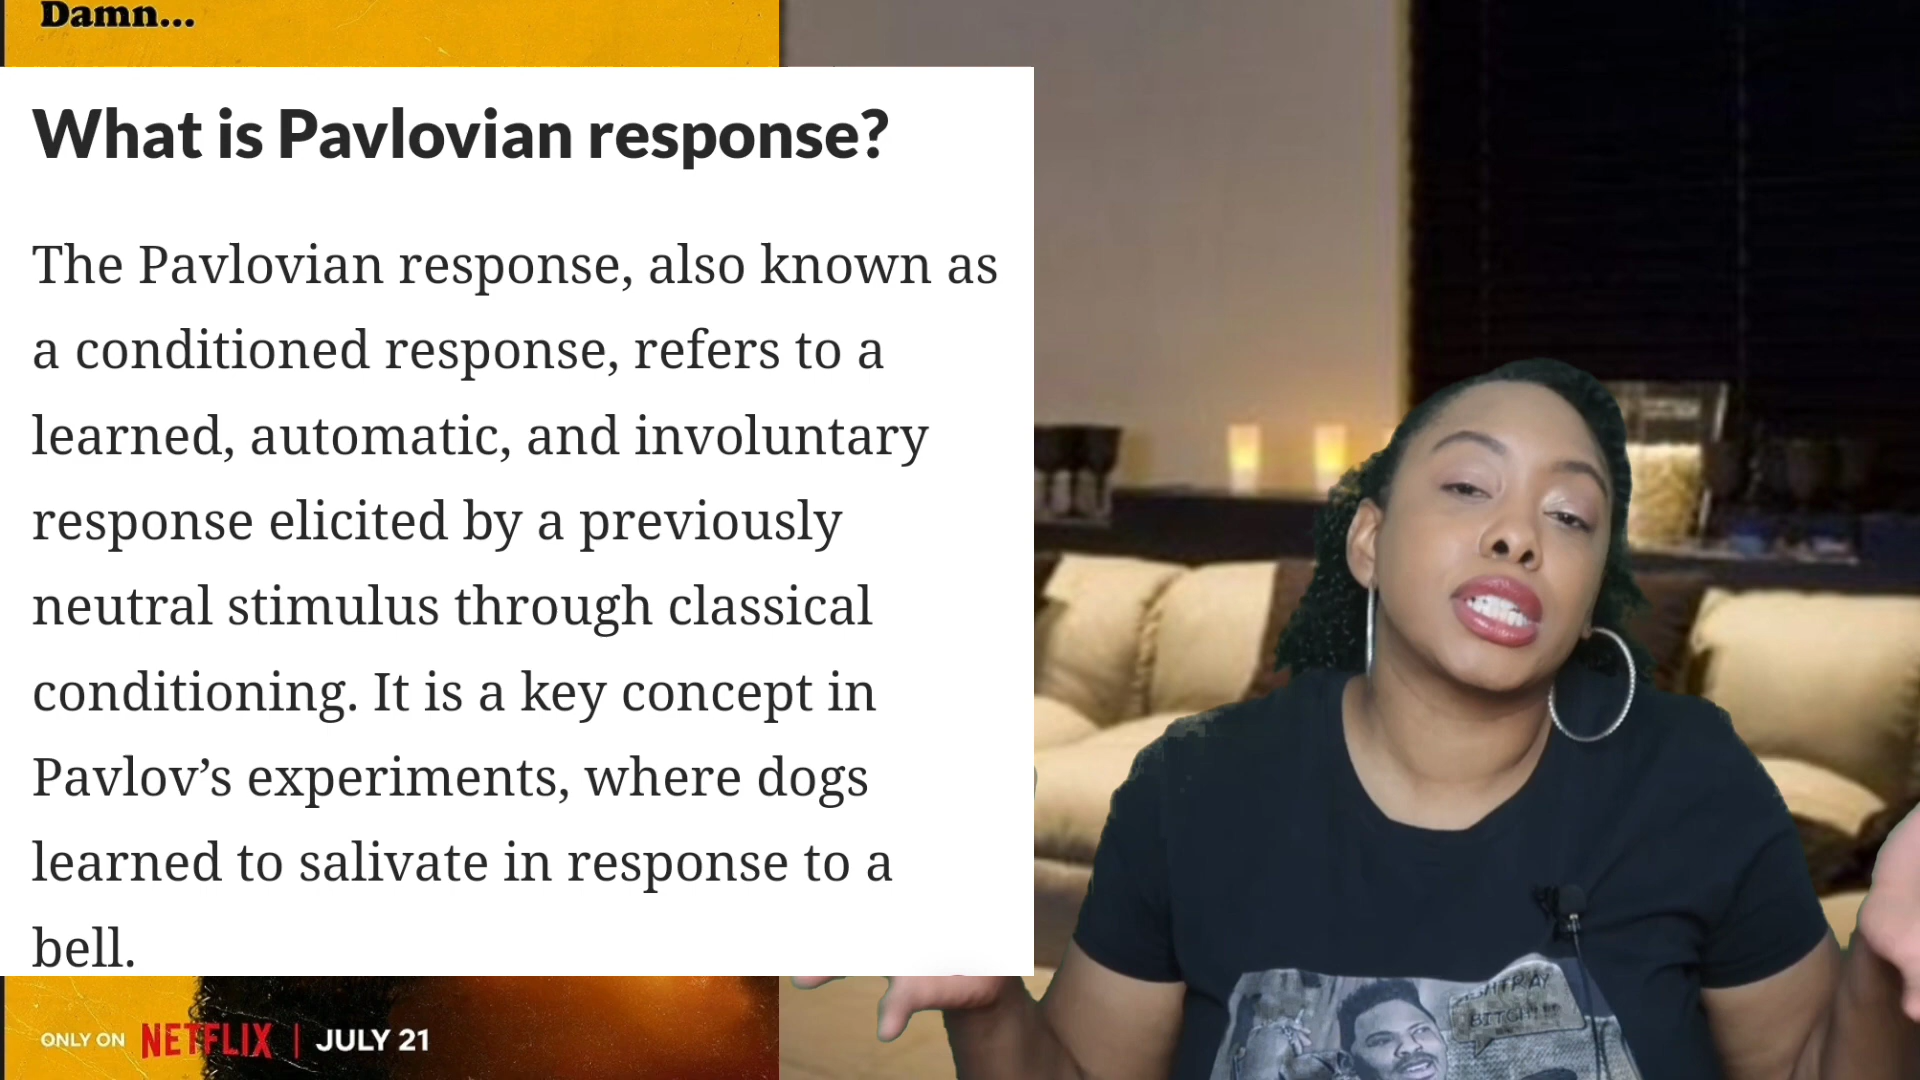 Damn...
What is Pavlovian response?
The Pavlovian response, also known as
a conditioned response, refers to a
learned, automatic, and involuntary
response elicited by a previously
neutral stimulus through classical
conditioning. It is a key concept in
Pavlov’s experiments, where dogs
learned to salivate in response to a
bell.
ONLY ON NETFLIX | JULY 21
ASHTRAY
BITCH!!